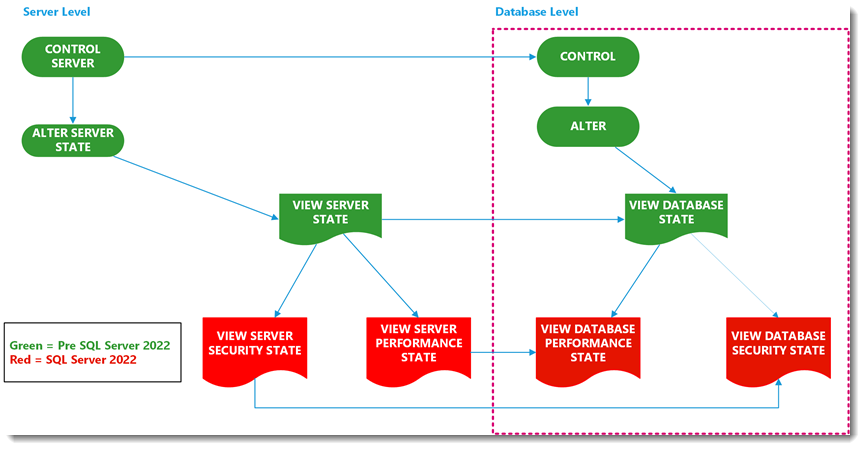 Server Level
Database Level
CONTROL
SERVER
CONTROL
ALTER SERVER
STATE
ALTER
VIEW SERVER
STATE
VIEW DATABASE
STATE
VIEW SERVER
SECURITY STATE
VIEW SERVER
PERFORMANCE
STATE
VIEW DATABASE
PERFORMANCE
STATE
VIEW DATABASE
SECURITY STATE
Green = Pre SQL Server 2022
Red = SQL Server 2022